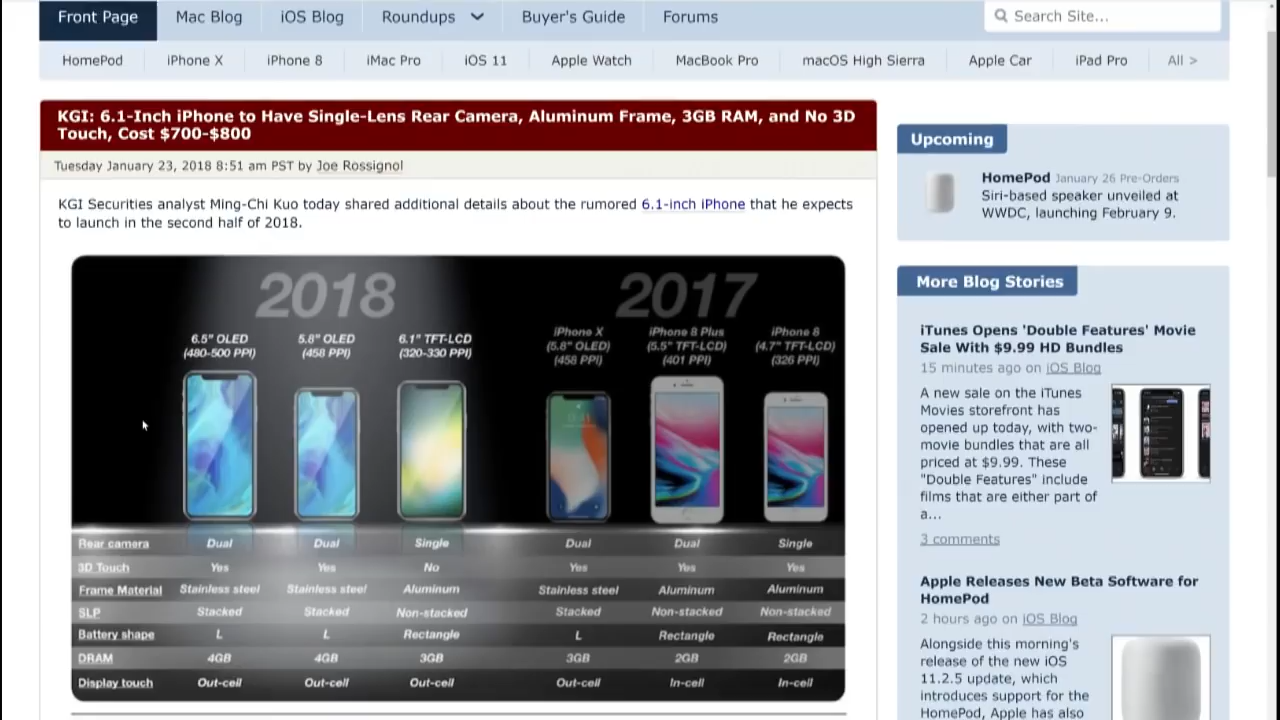 Front Page Mac Blog iOS Blog Roundups Buyer's Guide Forums Search Site...
HomePod iPhone X iPhone 8 iMac Pro iOS 11 Apple Watch MacBook Pro macOS High Sierra Apple Car iPad Pro All >
KGI: 6.1-Inch iPhone to Have Single-Lens Rear Camera, Aluminum Frame, 3GB RAM, and No 3D
Touch, Cost $700-$800
Tuesday January 23, 2018 8:51 am PST by Joe Rossignol
KGI Securities analyst Ming-Chi Kuo today shared additional details about the rumored 6.1-inch iPhone that he expects
to launch in the second half of 2018.
2018 2017
6.5" OLED 5.8" OLED 6.1" TFT-LCD iPhone X iPhone 8 Plus iPhone 8
(480-500 PPI) (458 PPI) (320-330 PPI) (5.8" OLED) (5.5" TFT-LCD) (4.7" TFT-LCD)
(458 PPI) (401 PPI) (326 PPI)
Rear camera Dual Dual Single Dual Dual Single
3D Touch Yes Yes No Yes Yes Yes
Frame Material Stainless steel Stainless steel Aluminum Stainless steel Aluminum Aluminum
SLP Stacked Stacked Non-stacked Stacked Non-stacked Non-stacked
Battery shape L L Rectangle L Rectangle Rectangle
DRAM 4GB 4GB 3GB 3GB 2GB 2GB
Display touch Out-cell Out-cell Out-cell Out-cell In-cell In-cell
Upcoming
HomePod January 26 Pre-Orders
Siri-based speaker unveiled at
WWDC, launching February 9.
More Blog Stories
iTunes Opens 'Double Features' Movie
Sale With $9.99 HD Bundles
15 minutes ago on iOS Blog
A new sale on the iTunes
Movies storefront has
opened up today, with two-
movie bundles that are all
priced at $9.99. These
"Double Features" include
films that are either part of
a...
3 comments
Apple Releases New Beta Software for
HomePod
2 hours ago on iOS Blog
Alongside this morning's
release of the new iOS
11.2.5 update, which
introduces support for the
HomePod, Apple has also